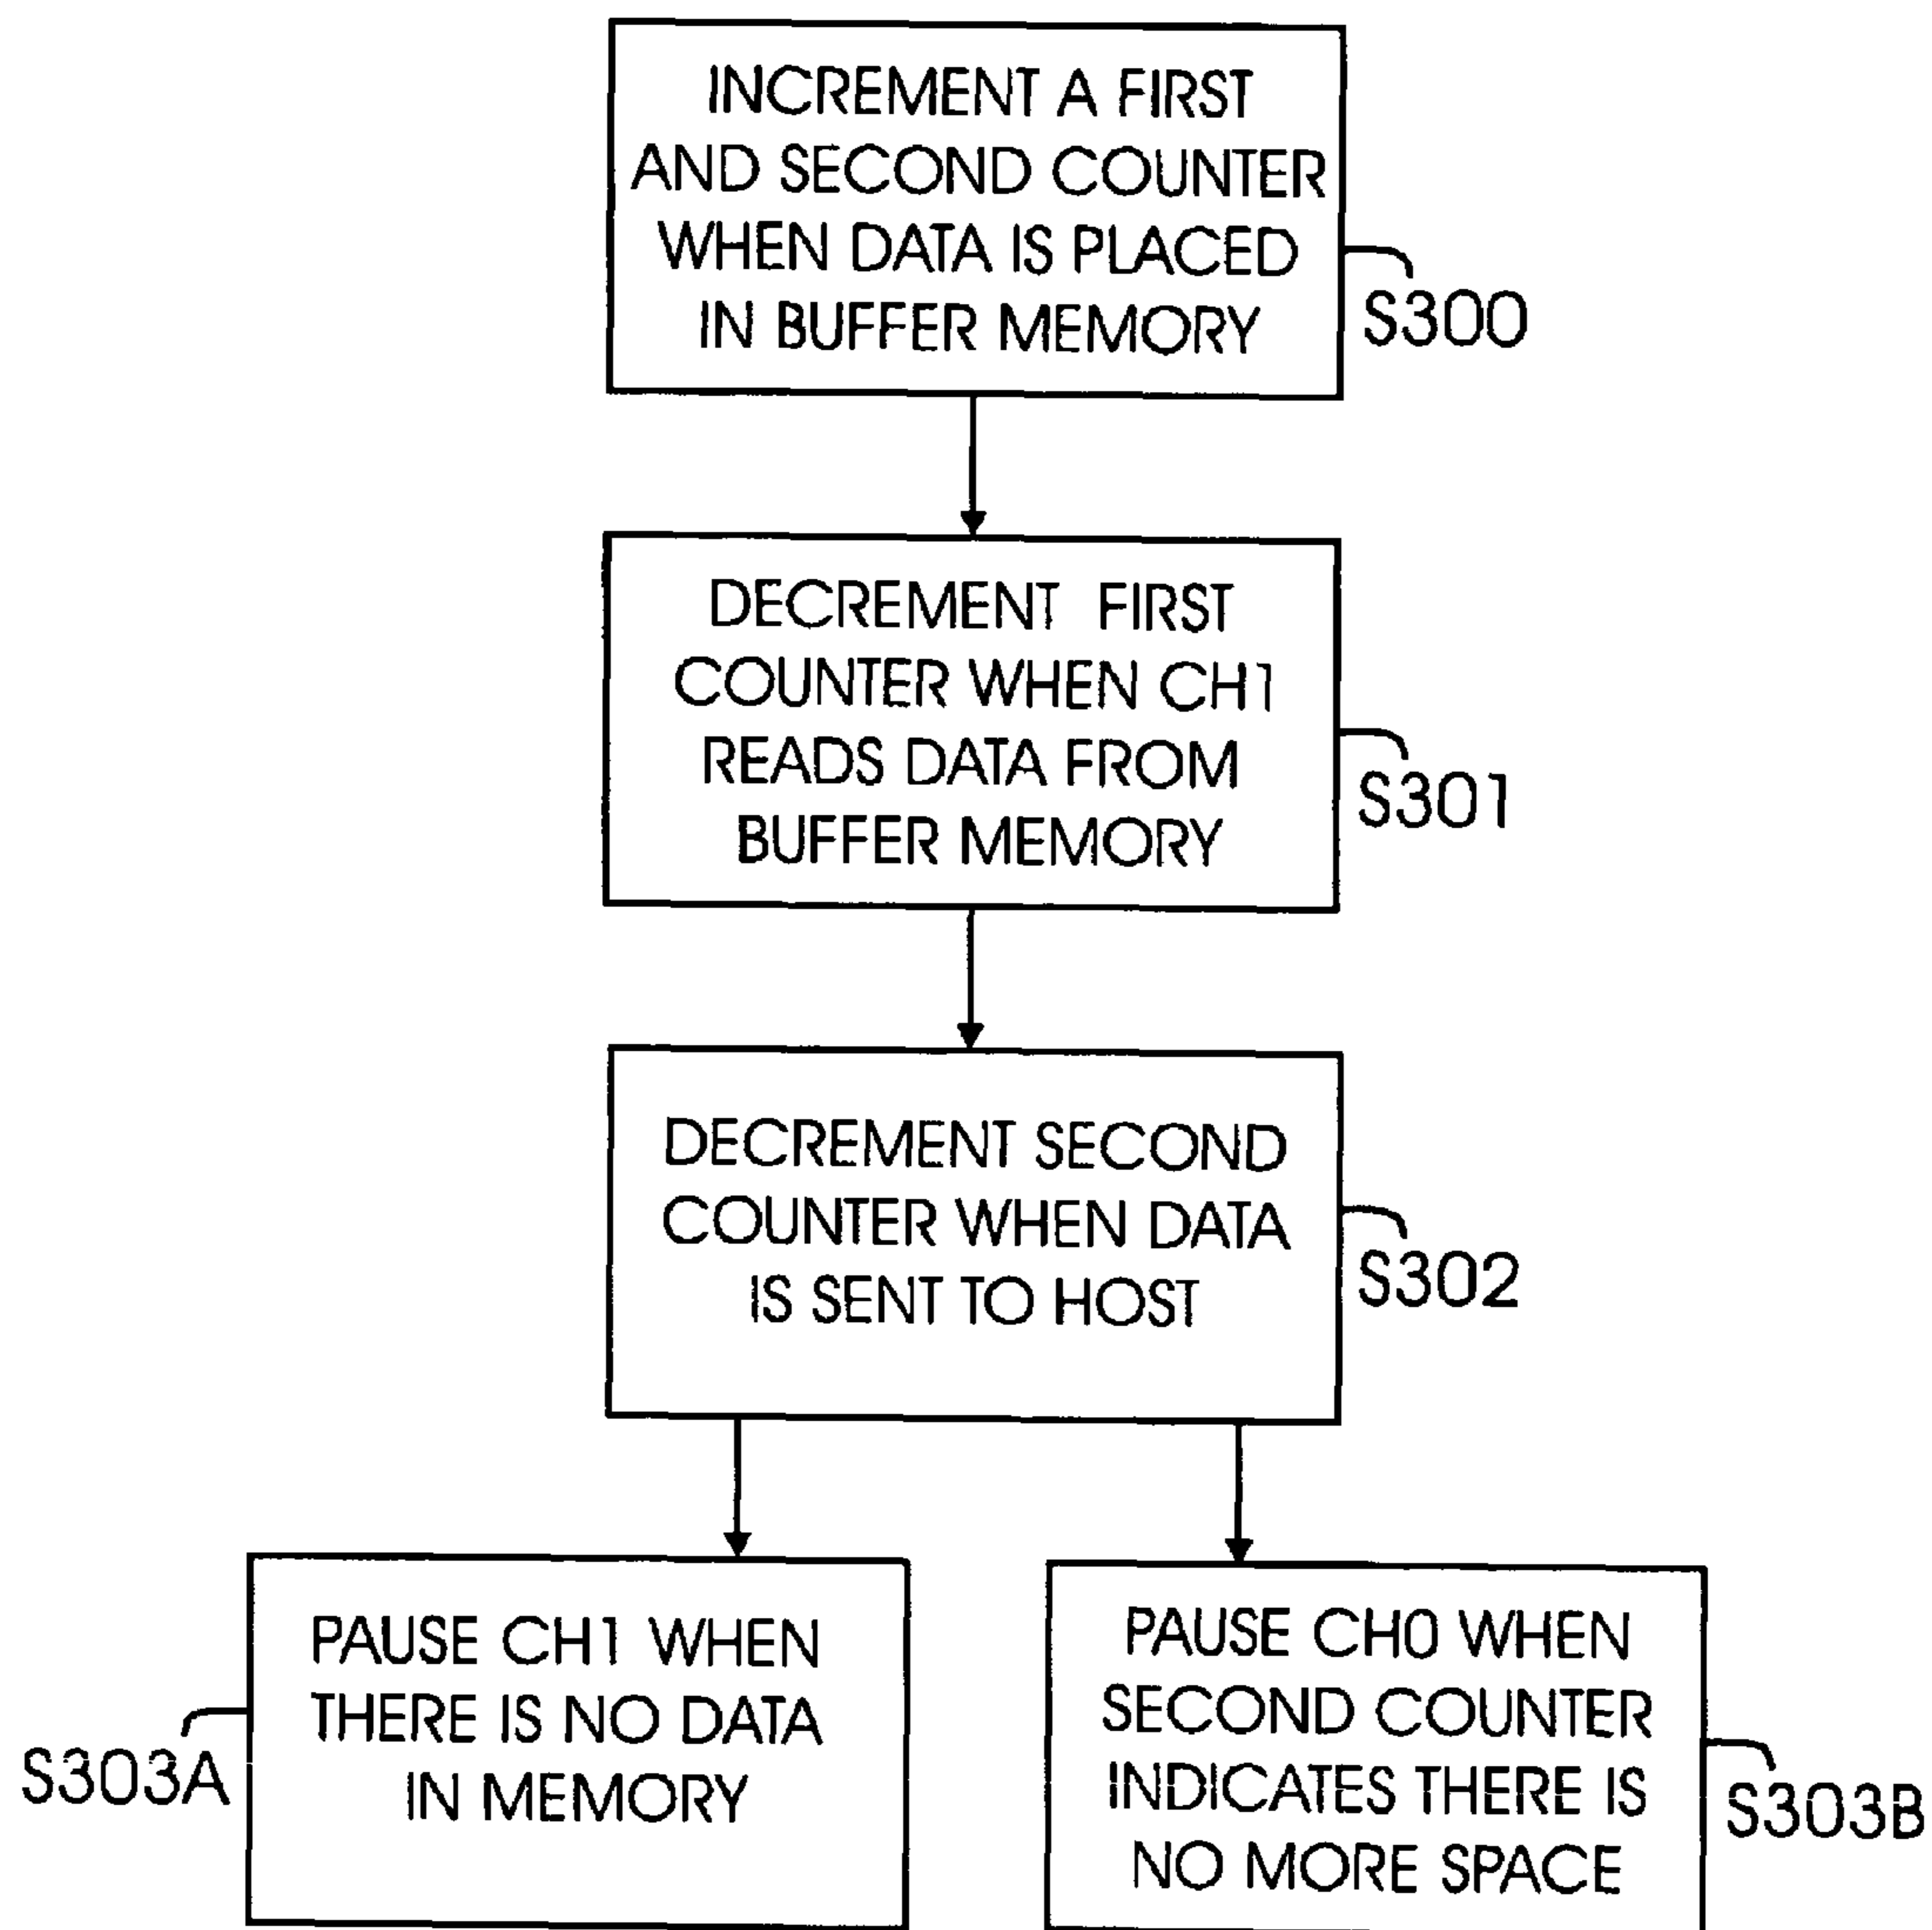 INCREMENT A FIRST
AND SECOND COUNTER
WHEN DATA IS PLACED
IN BUFFER MEMORY
S300
DECREMENT FIRST
COUNTER WHEN CH1
READS DATA FROM
BUFFER MEMORY
S301
DECREMENT SECOND
COUNTER WHEN DATA
IS SENT TO HOST
S302
PAUSE CH1 WHEN
THERE IS NO DATA
IN MEMORY
S303A
PAUSE CH0 WHEN
SECOND COUNTER
INDICATES THERE IS
NO MORE SPACE
S303B